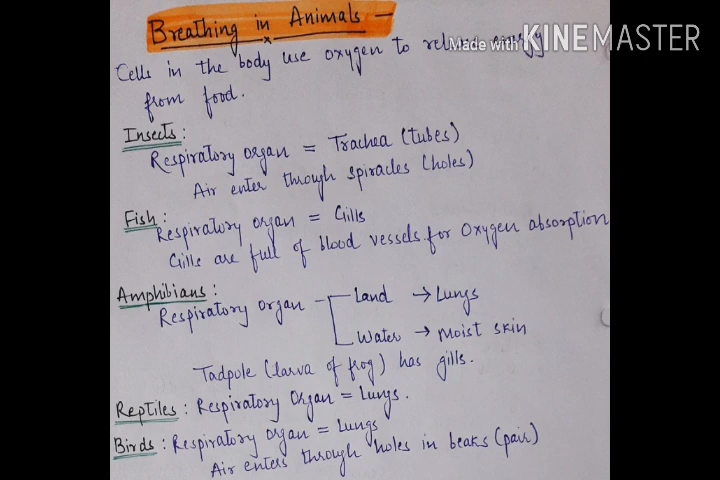 Breathing in Animals -
Made with KINEMASTER
Cells in the body use oxygen to release energy
from food.
Insects:
Respiratory organ = Trachea (tubes)
Air enter through spiracles (holes)
Fish:
Respiratory organ = Gills
Gills are full of blood vessels for Oxygen absorption
Amphibians:
Respiratory organ - Land → Lungs
Water → Moist skin
Tadpole (larva of frog) has gills.
Reptiles: Respiratory Organ = Lungs.
Birds: Respiratory organ = Lungs
Air enters through holes in beaks (pair)